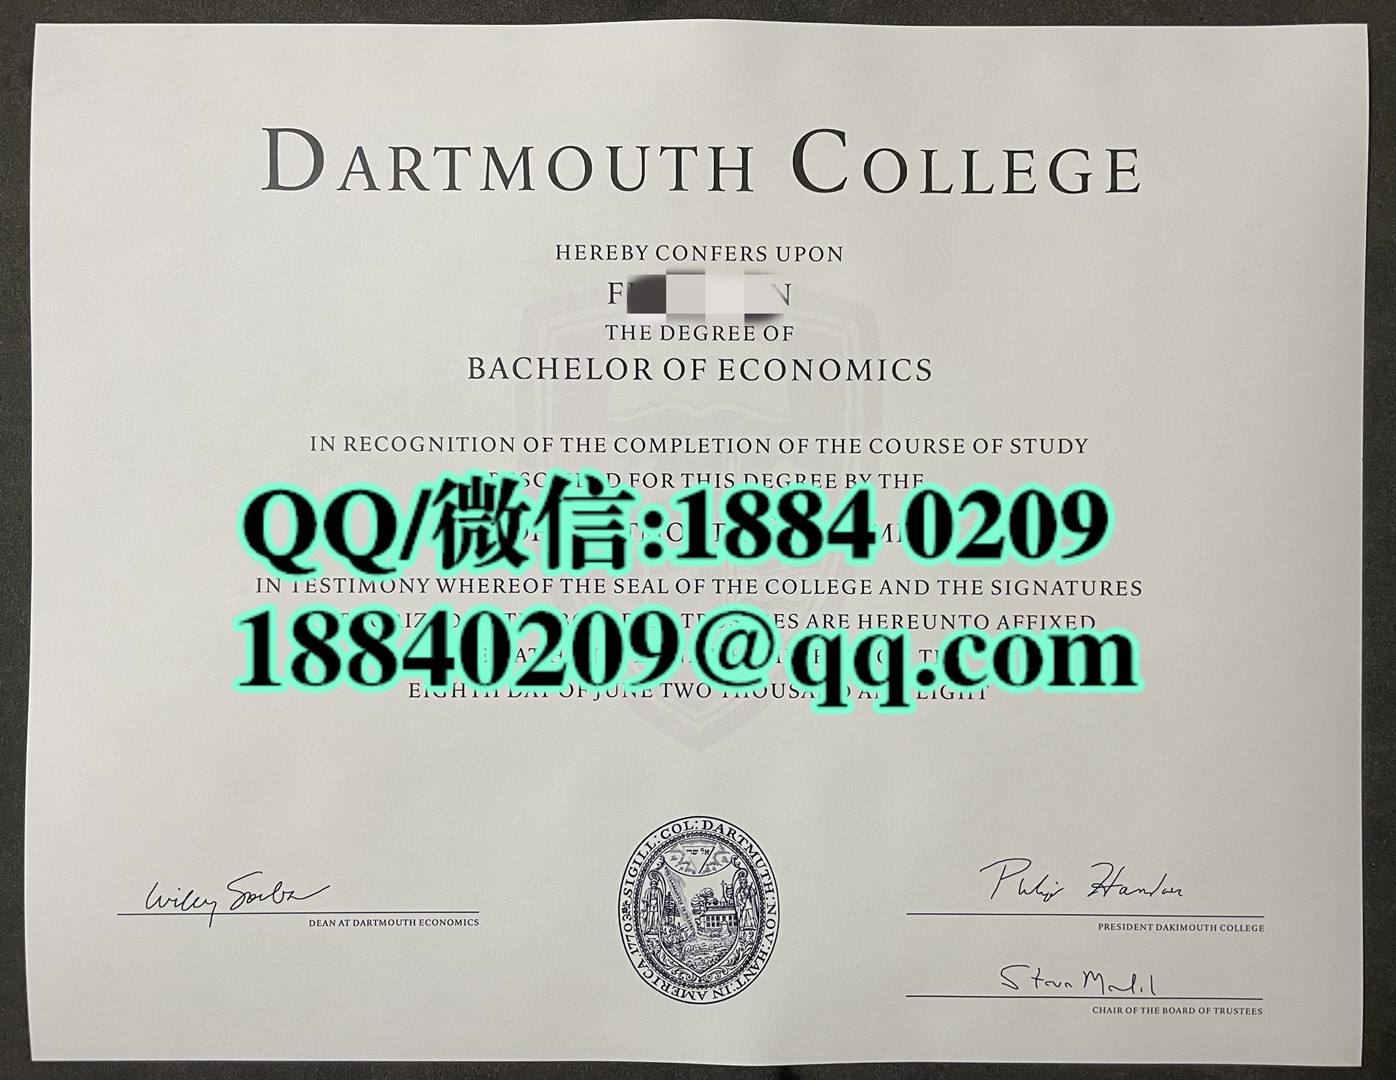 DARTMOUTH COLLEGE
HEREBY CONFERS UPON
THE DEGREE OF
BACHELOR OF ECONOMICS
IN RECOGNITION OF THE COMPLETION OF THE COURSE OF STUDY
FOR THIS DEGREE BY THE
QQ/微信:1884 0209
IN TESTIMONY WHEREOF THE SEAL OF THE COLLEGE AND THE SIGNATURES
ARE HEREUNTO AFFIXED
18840209@qq.com
EIGHTH DAY OF JUNE TWO THOUSAND AND EIGHT
SIGILL:COL:DARTMUTH:NOV:HANT:IN AMERICA 1770
DEAN AT DARTMOUTH ECONOMICS
PRESIDENT DAKIMOUTH COLLEGE
CHAIR OF THE BOARD OF TRUSTEES